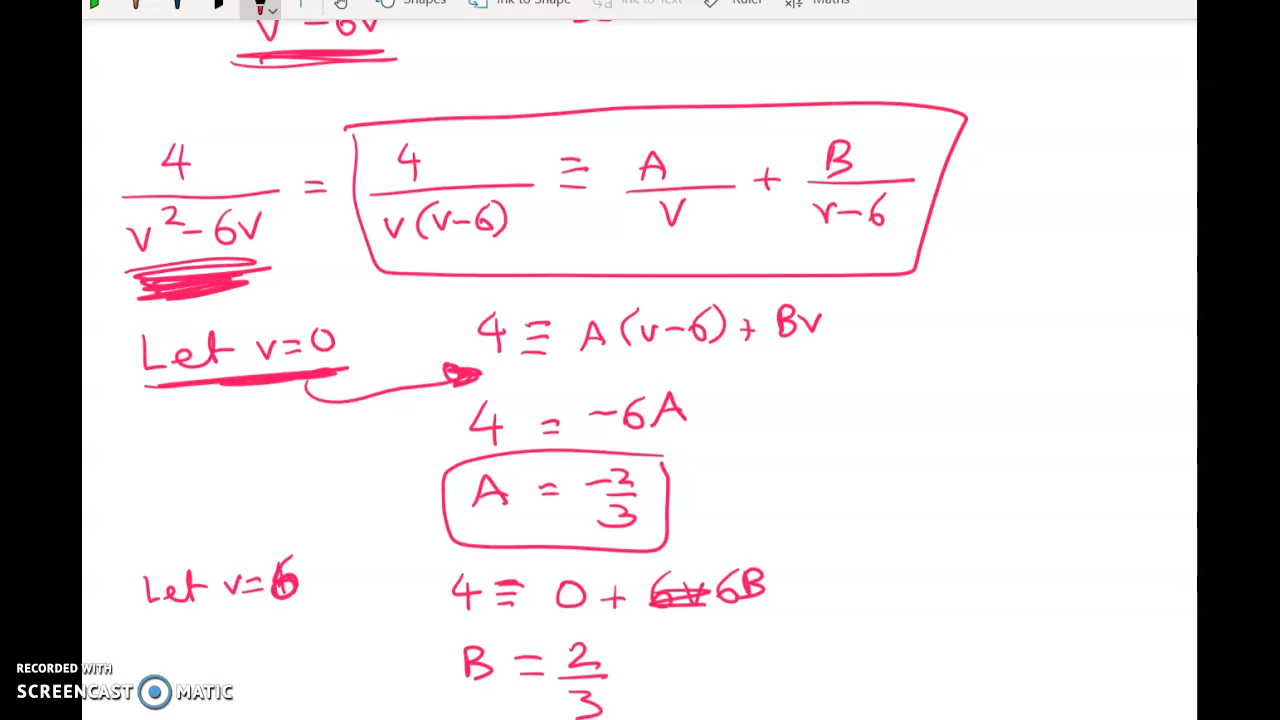 Shapes Ink to Shape Ink to Text Ruler Maths
v - 6v
4/(v² - 6v) = 4/(v(v-6)) ≡ A/v + B/(v-6)
4 ≡ A(v-6) + Bv
Let v=0
4 = -6A
A = -2/3
Let v=6
4 ≡ 0 + 6B
B = 2/3
RECORDED WITH
SCREENCAST MATIC